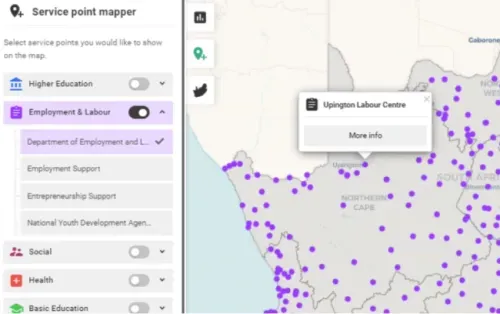 Service point mapper
Select service points you would like to show
on the map.
Higher Education
Employment & Labour
Department of Employment and L...
Employment Support
Entrepreneurship Support
National Youth Development Agen...
Social
Health
Basic Education
Gaborone
Upington Labour Centre
More info
Upington
NORTHERN
CAPE
SOUTH AFR